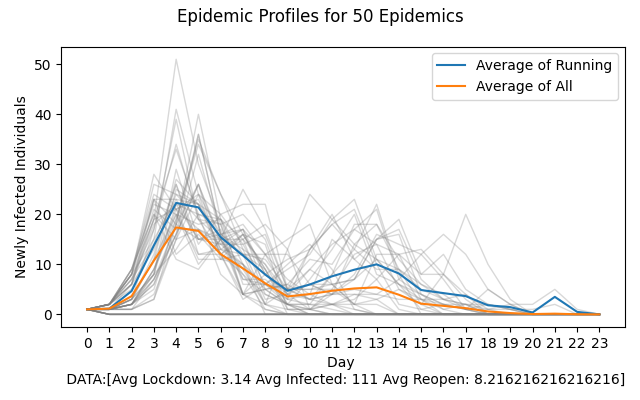 Epidemic Profiles for 50 Epidemics
Average of Running
Average of All
Newly Infected Individuals
50
40
30
20
10
0
0 1 2 3 4 5 6 7 8 9 10 11 12 13 14 15 16 17 18 19 20 21 22 23
Day
DATA:[Avg Lockdown: 3.14 Avg Infected: 111 Avg Reopen: 8.216216216216216]